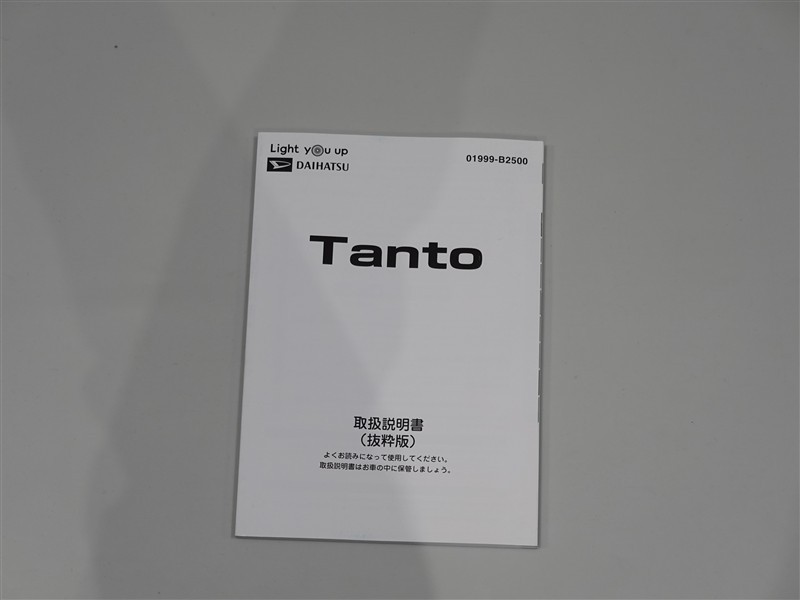 Light you up
DAIHATSU
01999-B2500
Tanto
取扱説明書
（抜粋版）
よくお読みになって使用してください。
取扱説明書はお車の中に保管しましょう。